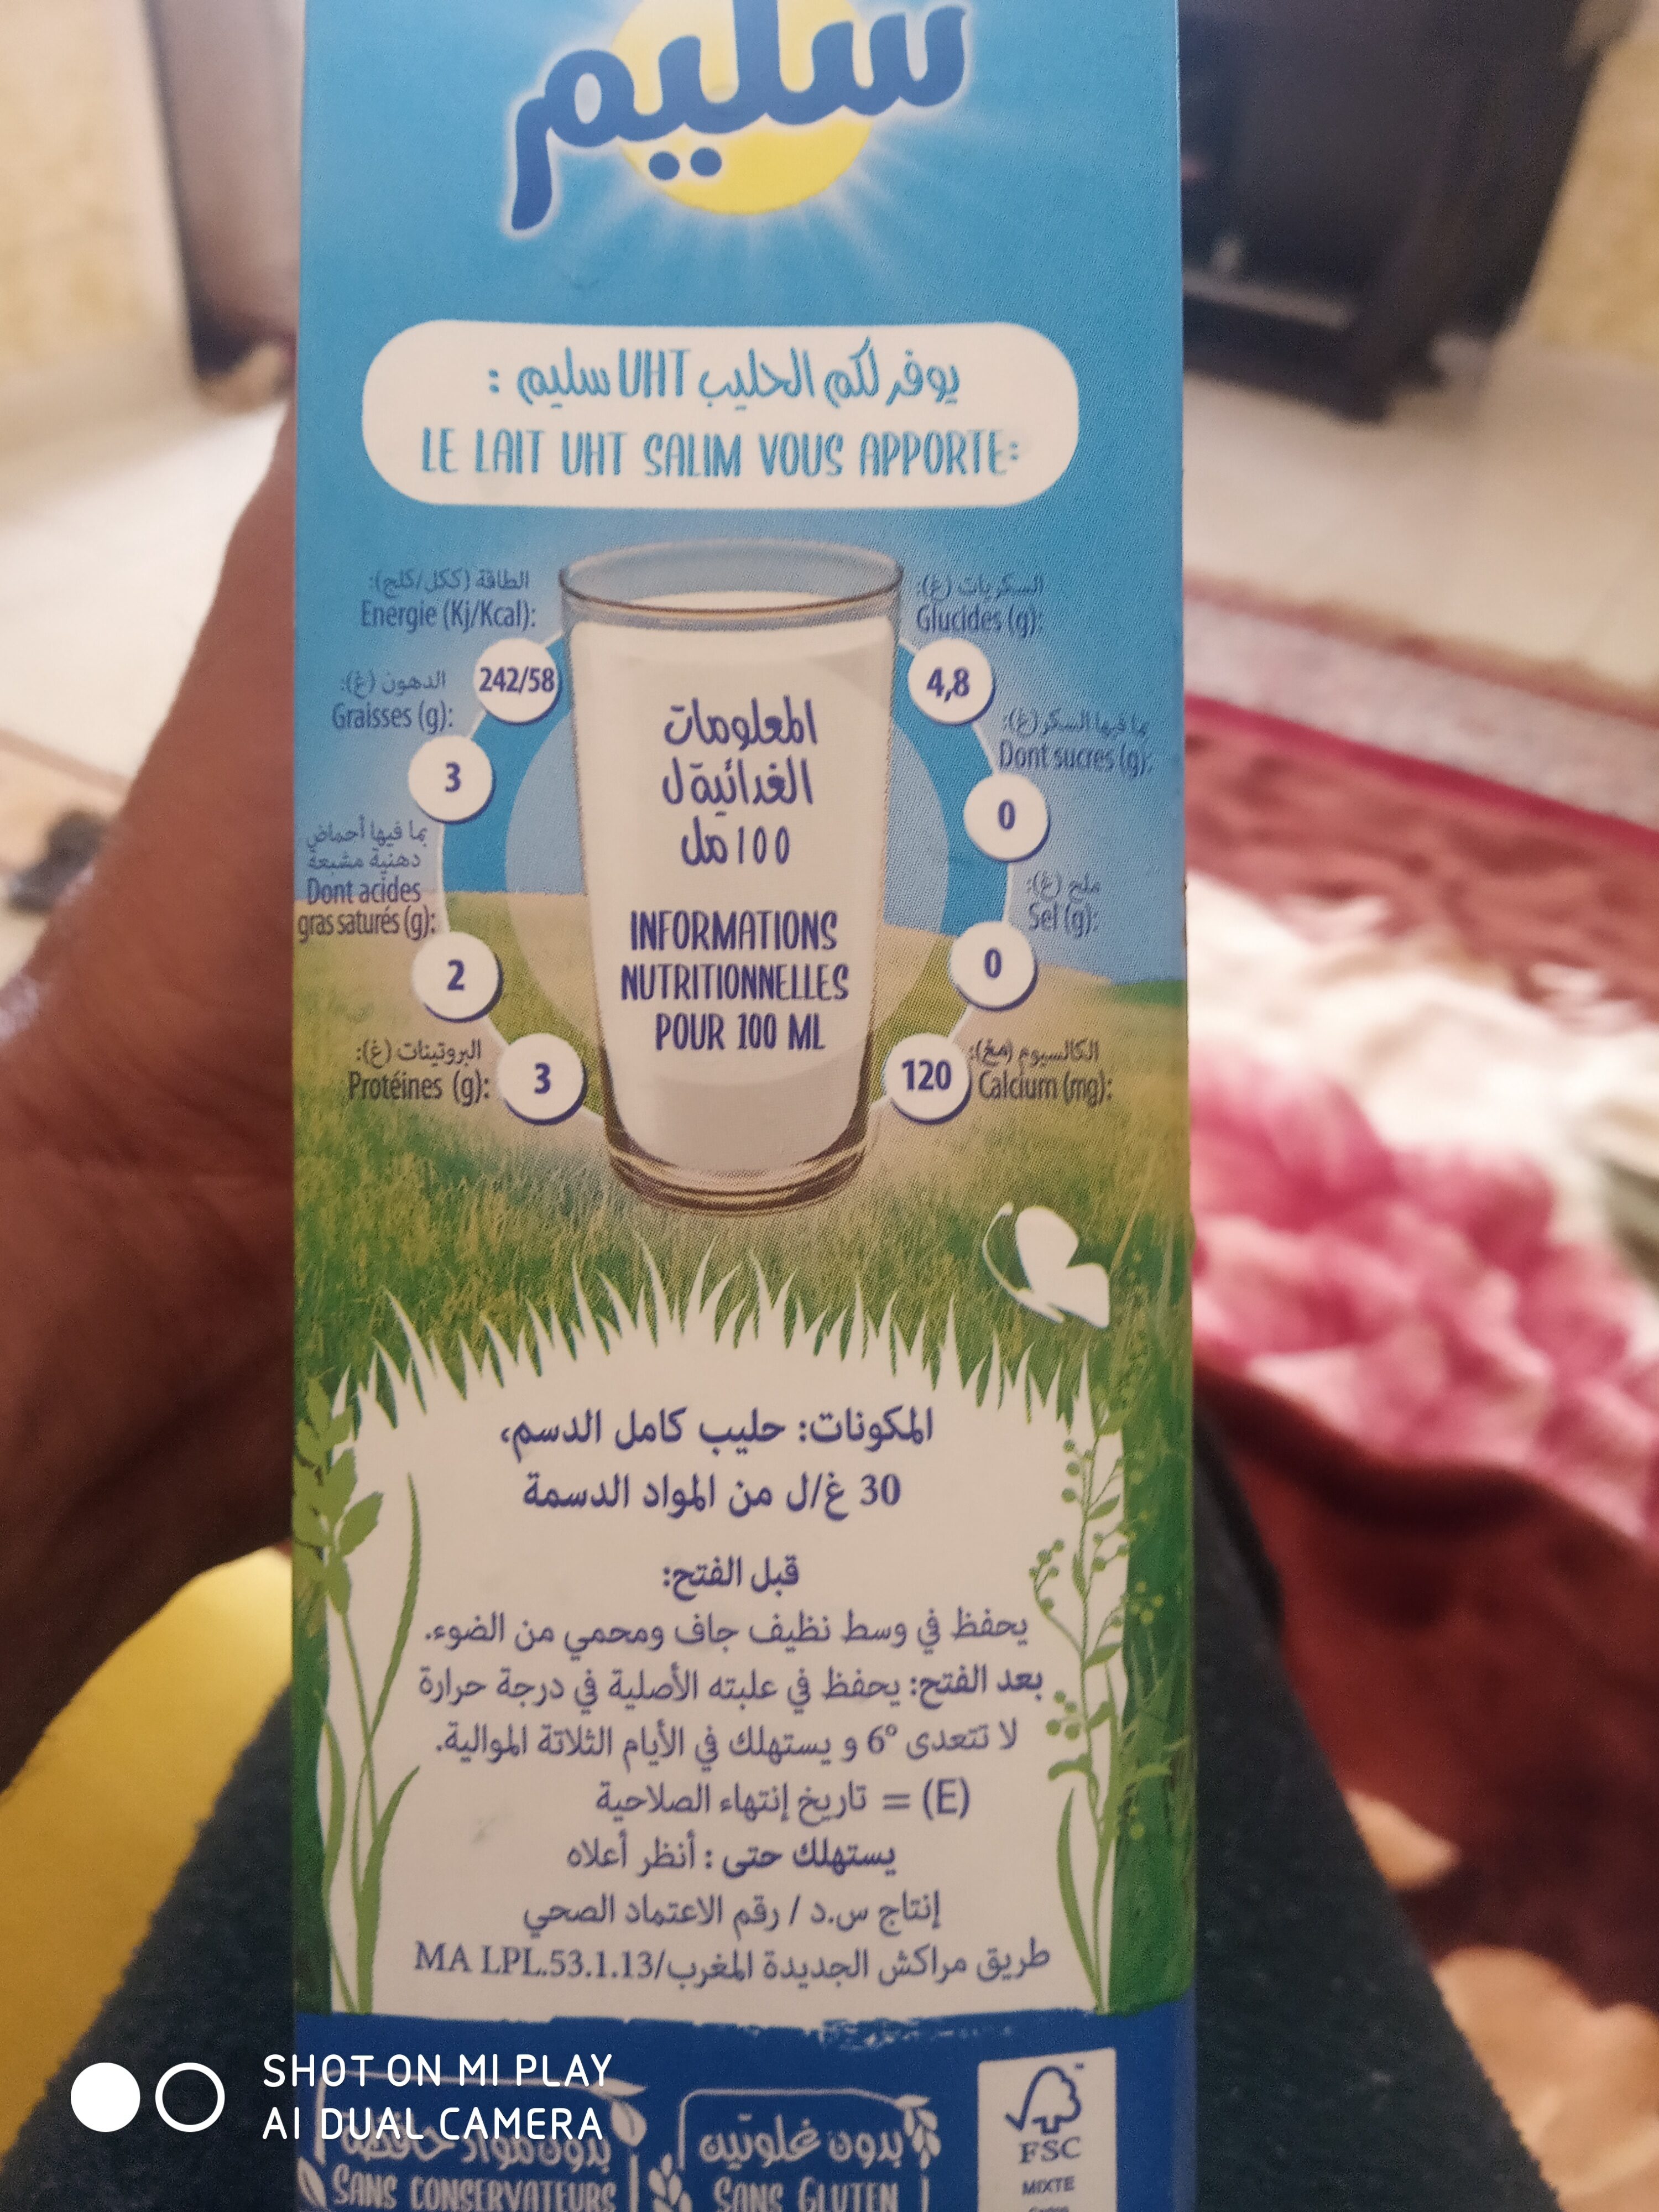 سليم
يوفر لكم الحليب UHT سليم :
LE LAIT UHT SALIM VOUS APPORTE:
الطاقة (ككل/كلج):
Energie (Kj/Kcal):
242/58
الدهون (غ):
Graisses (g):
3
بما فيها أحماض
دهنية مشبعة
Dont acides
gras saturés (g):
2
البروتينات (غ):
Protéines (g):
3
المعلومات
الغذائية ل
100 مل
INFORMATIONS
NUTRITIONNELLES
POUR 100 ML
السكريات (غ):
Glucides (g):
4,8
بما فيها السكر (غ):
Dont sucres (g):
0
ملح (غ):
Sel (g):
0
الكالسيوم (مغ):
Calcium (mg):
120
المكونات: حليب كامل الدسم،
30 غ/ل من المواد الدسمة
قبل الفتح:
يحفظ في وسط نظيف جاف ومحمي من الضوء.
بعد الفتح: يحفظ في علبته الأصلية في درجة حرارة
لا تتعدى 6° و يستهلك في الأيام الثلاثة الموالية.
(E) = تاريخ إنتهاء الصلاحية
يستهلك حتى : أنظر أعلاه
إنتاج س.د / رقم الاعتماد الصحي
طريق مراكش الجديدة المغرب/MA LPL.53.1.13
بدون مواد حافظة
SANS CONSERVATEURS
بدون غلوتين
SANS GLUTEN
FSC
MIXTE
SHOT ON MI PLAY
AI DUAL CAMERA